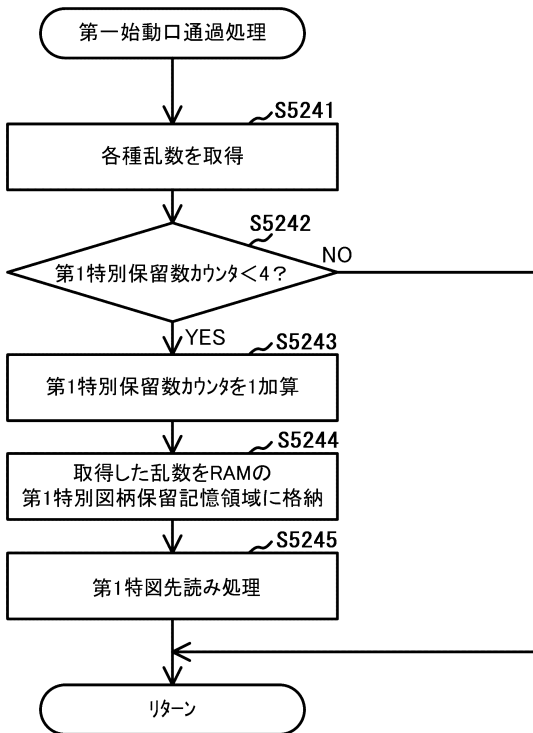 第一始動口通過処理
S5241
各種乱数を取得
S5242
第1特別保留数カウンタ<4?
NO
YES
S5243
第1特別保留数カウンタを1加算
S5244
取得した乱数をRAMの
第1特別図柄保留記憶領域に格納
S5245
第1特図先読み処理
リターン